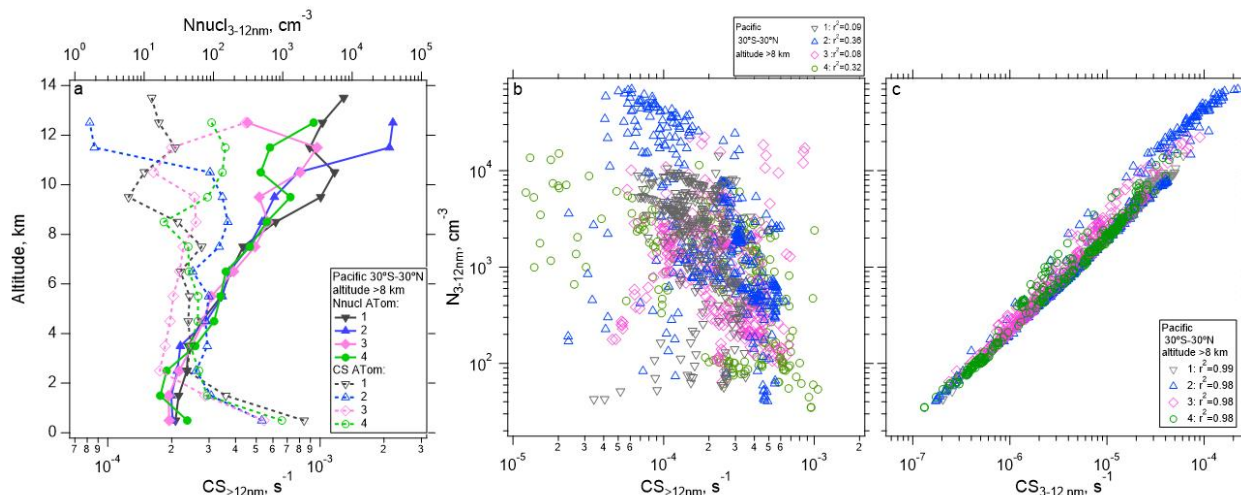 Nnucl3-12nm, cm-3
10^0 10^1 10^2 10^3 10^4 10^5
a
14
12
10
8
6
4
2
0
Altitude, km
Pacific 30°S-30°N
altitude >8 km
Nnucl ATom:
1
2
3
4
CS ATom:
1
2
3
4
7 8 2 3 4 5 6 7 8 2 3
10^-4 10^-3
CS>12nm, s-1
Pacific
30°S-30°N
altitude >8 km
1: r²=0.09
2: r²=0.36
3 :r²=0.08
4: r²=0.32
b
10^4
10^3
10^2
N3-12nm, cm-3
2 3 4 5 6 2 3 4 5 6 2
10^-5 10^-4 10^-3
CS>12nm, s-1
c
Pacific
30°S-30°N
altitude >8 km
1: r²=0.99
2: r²=0.98
3: r²=0.98
4: r²=0.98
10^-7 10^-6 10^-5 10^-4
CS3-12 nm, s-1